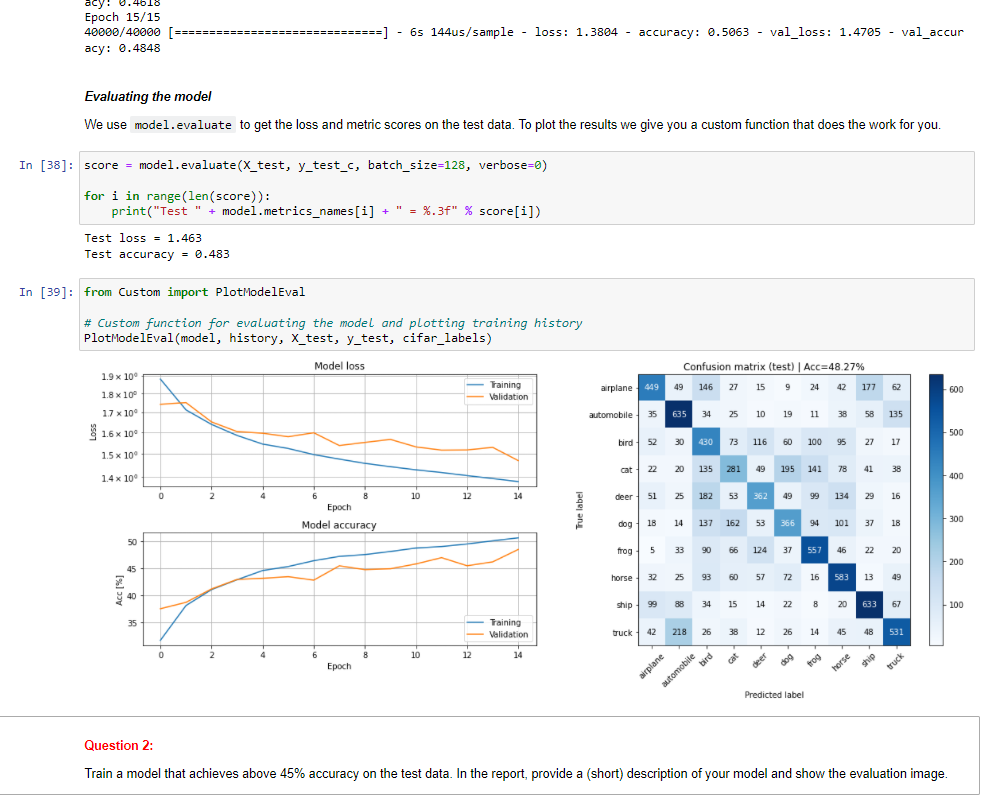 acy: 0.4618
Epoch 15/15
40000/40000 [==============================] - 6s 144us/sample - loss: 1.3804 - accuracy: 0.5063 - val_loss: 1.4705 - val_accur
acy: 0.4848
Evaluating the model
We use model.evaluate to get the loss and metric scores on the test data. To plot the results we give you a custom function that does the work for you.
In [38]: score = model.evaluate(X_test, y_test_c, batch_size=128, verbose=0)
for i in range(len(score)):
    print("Test " + model.metrics_names[i] + " = %.3f" % score[i])
Test loss = 1.463
Test accuracy = 0.483
In [39]: from Custom import PlotModelEval
# Custom function for evaluating the model and plotting training history
PlotModelEval(model, history, X_test, y_test, cifar_labels)
Model loss
1.9 × 10⁰
1.8 × 10⁰
1.7 × 10⁰
1.6 × 10⁰
1.5 × 10⁰
1.4 × 10⁰
Loss
Training
Validation
0 2 4 6 8 10 12 14
Epoch
Model accuracy
50
45
40
35
Acc [%]
Training
Validation
0 2 4 6 8 10 12 14
Epoch
Confusion matrix (test) | Acc=48.27%
True label
airplane 449 49 146 27 15 9 24 42 177 62
automobile 35 635 34 25 10 19 11 38 58 135
bird 52 30 430 73 116 60 100 95 27 17
cat 22 20 135 281 49 195 141 78 41 38
deer 51 25 182 53 362 49 99 134 29 16
dog 18 14 137 162 53 366 94 101 37 18
frog 5 33 90 66 124 37 557 46 22 20
horse 32 25 93 60 57 72 16 583 13 49
ship 99 88 34 15 14 22 8 20 633 67
truck 42 218 26 38 12 26 14 45 48 531
airplane automobile bird cat deer dog frog horse ship truck
Predicted label
600
500
400
300
200
100
Question 2:
Train a model that achieves above 45% accuracy on the test data. In the report, provide a (short) description of your model and show the evaluation image.